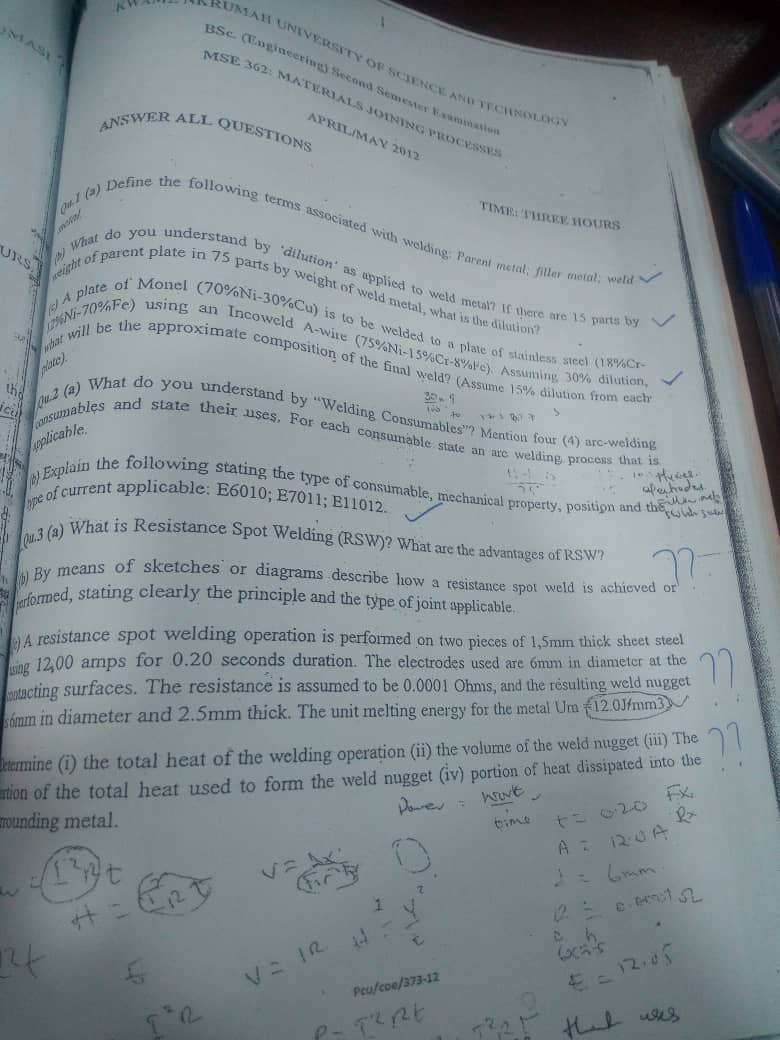 KRUMAH UNIVERSITY OF SCIENCE AND TECHNOLOGY
BSc. (Engineering) Second Semester Examination
MSE 362: MATERIALS JOINING PROCESSES
APRIL/MAY 2012
ANSWER ALL QUESTIONS
TIME: THREE HOURS
Qu.1 (a) Define the following terms associated with welding: Parent metal; filler metal; weld
metal.
(b) What do you understand by 'dilution' as applied to weld metal? If there are 15 parts by
weight of parent plate in 75 parts by weight of weld metal, what is the dilution?
(c) A plate of Monel (70%Ni-30%Cu) is to be welded to a plate of stainless steel (18%Cr-
12%Ni-70%Fe) using an Incoweld A-wire (75%Ni-15%Cr-8%Fe). Assuming 30% dilution,
what will be the approximate composition of the final weld? (Assume 15% dilution from each
plate).
Qu.2 (a) What do you understand by "Welding Consumables"? Mention four (4) arc-welding
consumables and state their uses. For each consumable state an arc welding process that is
applicable.
(b) Explain the following stating the type of consumable, mechanical property, position and the
type of current applicable: E6010; E7011; E11012.
Qu.3 (a) What is Resistance Spot Welding (RSW)? What are the advantages of RSW?
??
(b) By means of sketches or diagrams describe how a resistance spot weld is achieved or
performed, stating clearly the principle and the type of joint applicable.
(c) A resistance spot welding operation is performed on two pieces of 1,5mm thick sheet steel
using 12,00 amps for 0.20 seconds duration. The electrodes used are 6mm in diameter at the
contacting surfaces. The resistance is assumed to be 0.0001 Ohms, and the resulting weld nugget
??
is 6mm in diameter and 2.5mm thick. The unit melting energy for the metal Um = 12.0J/mm3)
Determine (i) the total heat of the welding operation (ii) the volume of the weld nugget (iii) The
??
portion of the total heat used to form the weld nugget (iv) portion of heat dissipated into the
surrounding metal.
Power = work
time
t = 0.20
A = 12.0A
d = 6mm
I²Rt
H = I²Rt
V = IR
Pcu/coe/373-12
P = I²Rt